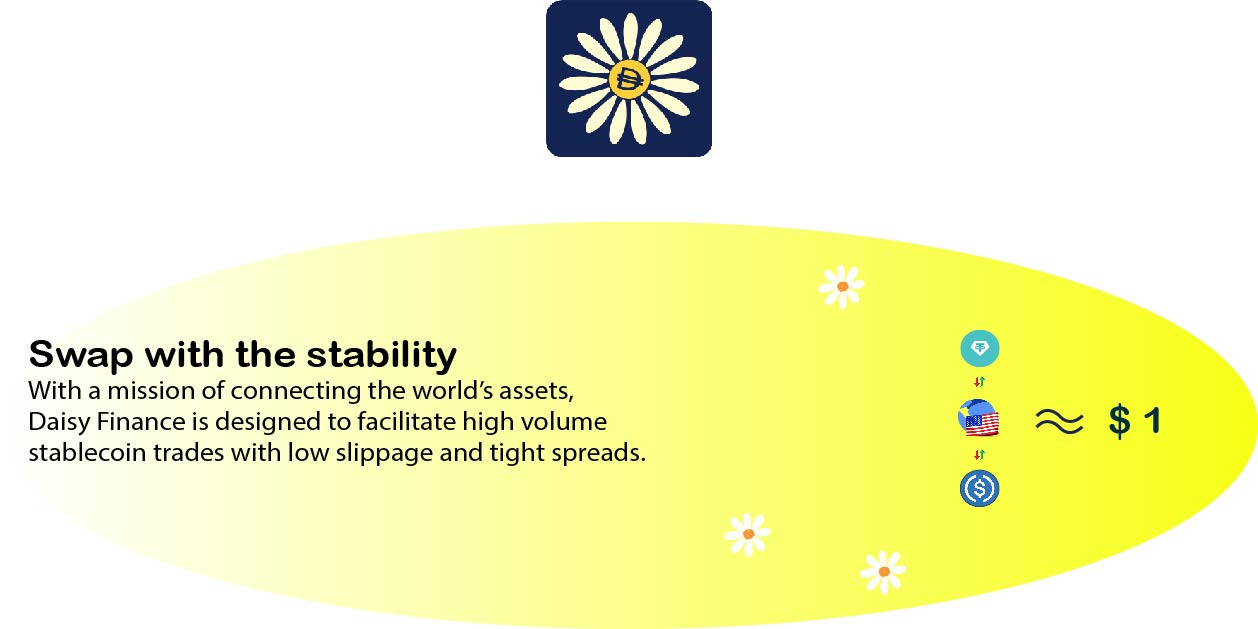 Swap with the stability
With a mission of connecting the world’s assets,
Daisy Finance is designed to facilitate high volume
stablecoin trades with low slippage and tight spreads.
≈ $ 1